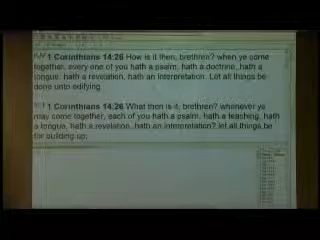 1 Corinthians 14:26 How is it then, brethren? when ye come
together, every one of you hath a psalm, hath a doctrine, hath a
tongue, hath a revelation, hath an interpretation. Let all things be
done unto edifying.
1 Corinthians 14:26 What then is it, brethren? whenever ye
may come together, each of you hath a psalm, hath a teaching, hath
a tongue, hath a revelation, hath an interpretation? let all things be
for building up;